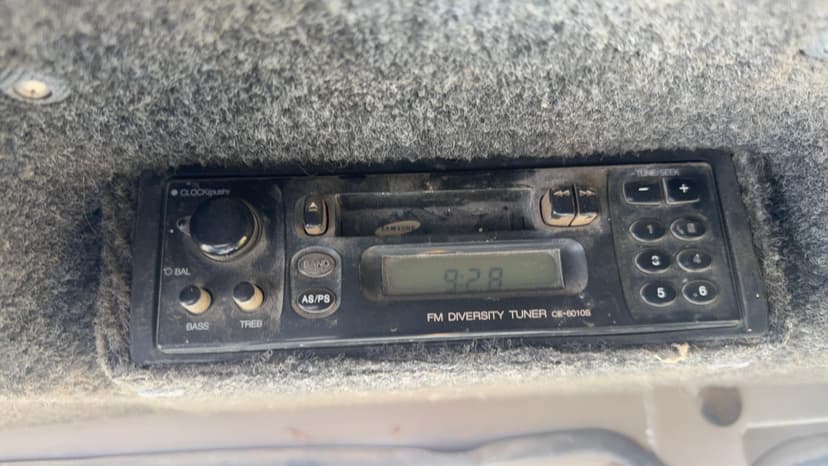 CLOCK(push)
TUNE/SEEK
- +
SAMSUNG
1 2
BAND
3 4
BAL
9:28
AS/PS
5 6
BASS TREB
FM DIVERSITY TUNER CE-6010S